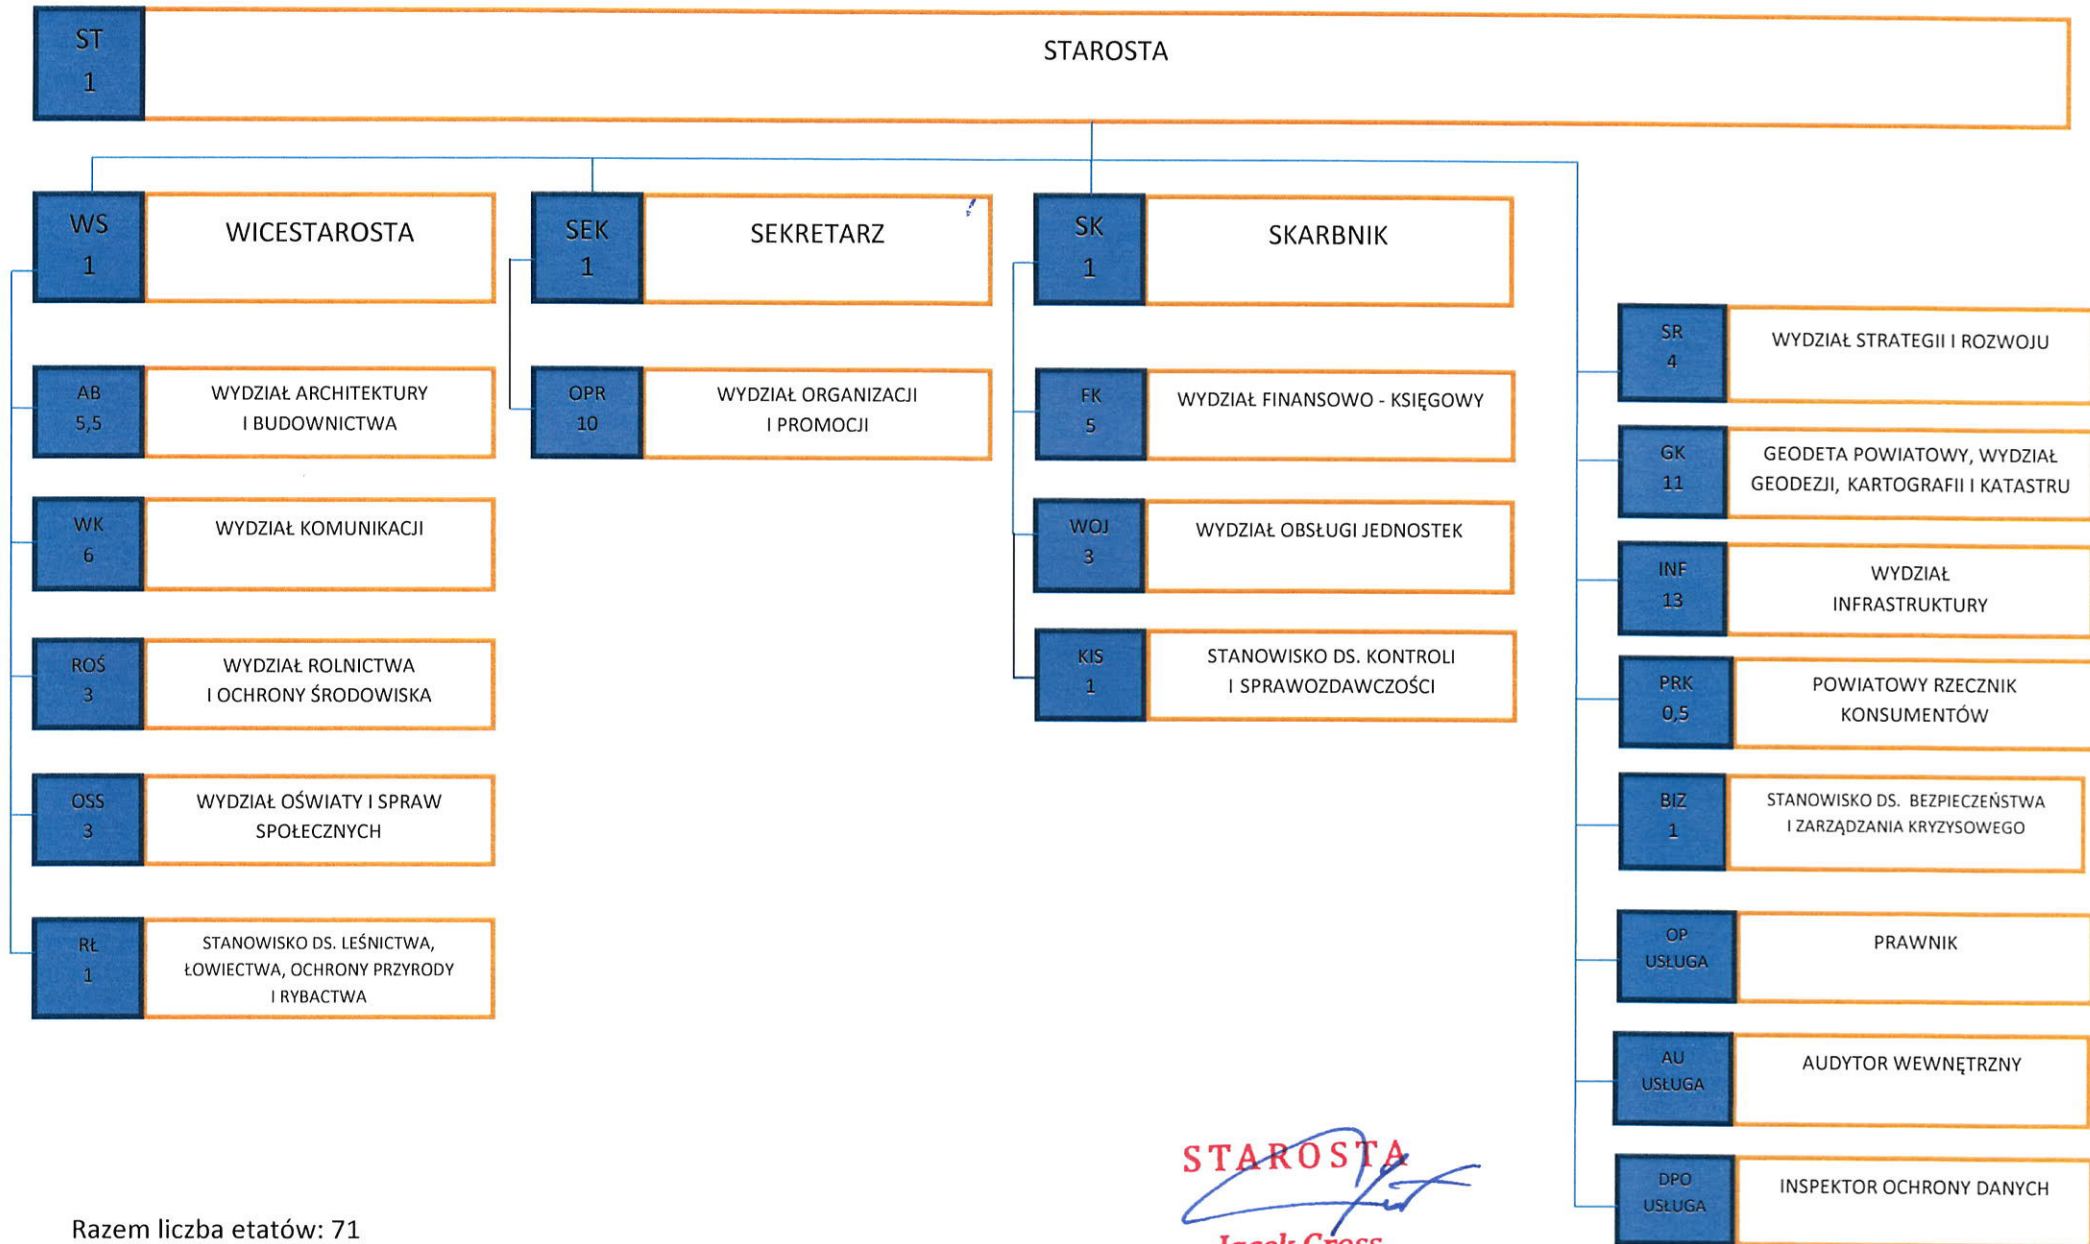 ST
1
STAROSTA
WS
1
WICESTAROSTA
SEK
1
SEKRETARZ
SK
1
SKARBNIK
AB
5,5
WYDZIAŁ ARCHITEKTURY
I BUDOWNICTWA
WK
6
WYDZIAŁ KOMUNIKACJI
ROŚ
3
WYDZIAŁ ROLNICTWA
I OCHRONY ŚRODOWISKA
OSS
3
WYDZIAŁ OŚWIATY I SPRAW
SPOŁECZNYCH
RŁ
1
STANOWISKO DS. LEŚNICTWA,
ŁOWIECTWA, OCHRONY PRZYRODY
I RYBACTWA
OPR
10
WYDZIAŁ ORGANIZACJI
I PROMOCJI
FK
5
WYDZIAŁ FINANSOWO - KSIĘGOWY
WOJ
3
WYDZIAŁ OBSŁUGI JEDNOSTEK
KIS
1
STANOWISKO DS. KONTROLI
I SPRAWOZDAWCZOŚCI
SR
4
WYDZIAŁ STRATEGII I ROZWOJU
GK
11
GEODETA POWIATOWY, WYDZIAŁ
GEODEZJI, KARTOGRAFII I KATASTRU
INF
13
WYDZIAŁ
INFRASTRUKTURY
PRK
0,5
POWIATOWY RZECZNIK
KONSUMENTÓW
BIZ
1
STANOWISKO DS. BEZPIECZEŃSTWA
I ZARZĄDZANIA KRYZYSOWEGO
OP
USŁUGA
PRAWNIK
AU
USŁUGA
AUDYTOR WEWNĘTRZNY
DPO
USŁUGA
INSPEKTOR OCHRONY DANYCH
Razem liczba etatów: 71
STAROSTA
Jacek Gross